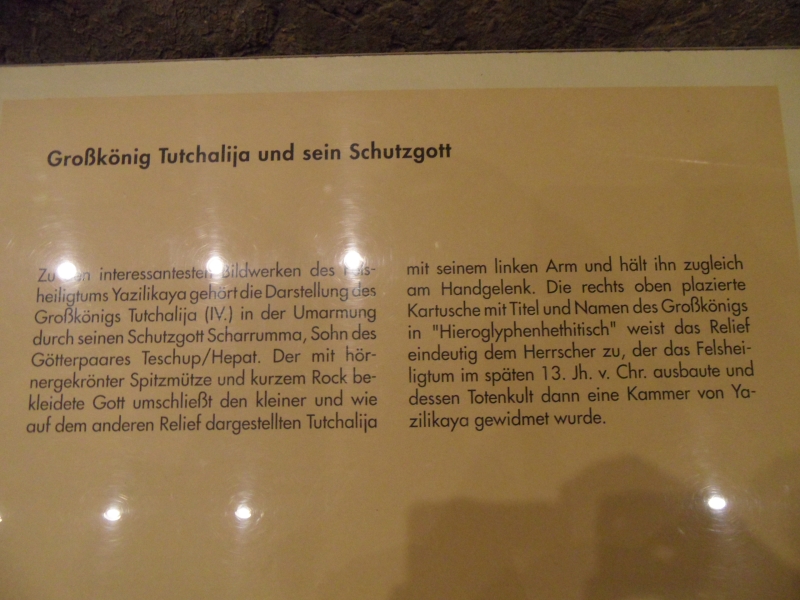 Großkönig Tutchalija und sein Schutzgott
Zu den interessantesten Bildwerken des Fels-
heiligtums Yazilikaya gehört die Darstellung des
Großkönigs Tutchalija (IV.) in der Umarmung
durch seinen Schutzgott Scharrumma, Sohn des
Götterpaares Teschup/Hepat. Der mit hör-
nergekrönter Spitzmütze und kurzem Rock be-
kleidete Gott umschließt den kleiner und wie
auf dem anderen Relief dargestellten Tutchalija
mit seinem linken Arm und hält ihn zugleich
am Handgelenk. Die rechts oben plazierte
Kartusche mit Titel und Namen des Großkönigs
in "Hieroglyphenhethitisch" weist das Relief
eindeutig dem Herrscher zu, der das Felshei-
ligtum im späten 13. Jh. v. Chr. ausbaute und
dessen Totenkult dann eine Kammer von Ya-
zilikaya gewidmet wurde.